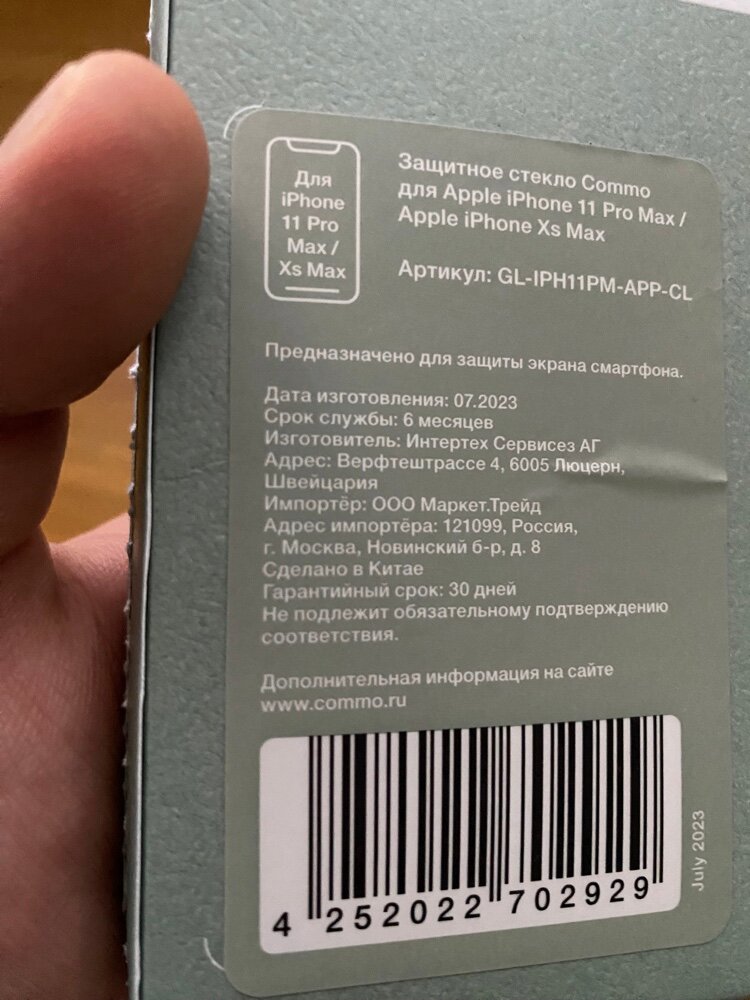 Для
iPhone
11 Pro
Max /
Xs Max
Защитное стекло Commo
для Apple iPhone 11 Pro Max /
Apple iPhone Xs Max
Артикул: GL-IPH11PM-APP-CL
Предназначено для защиты экрана смартфона.
Дата изготовления: 07.2023
Срок службы: 6 месяцев
Изготовитель: Интертех Сервисез АГ
Адрес: Верфтештрассе 4, 6005 Люцерн,
Швейцария
Импортёр: ООО Маркет.Трейд
Адрес импортёра: 121099, Россия,
г. Москва, Новинский б-р, д. 8
Сделано в Китае
Гарантийный срок: 30 дней
Не подлежит обязательному подтверждению
соответствия.
Дополнительная информация на сайте
www.commo.ru
4 252022 702929
July 2023